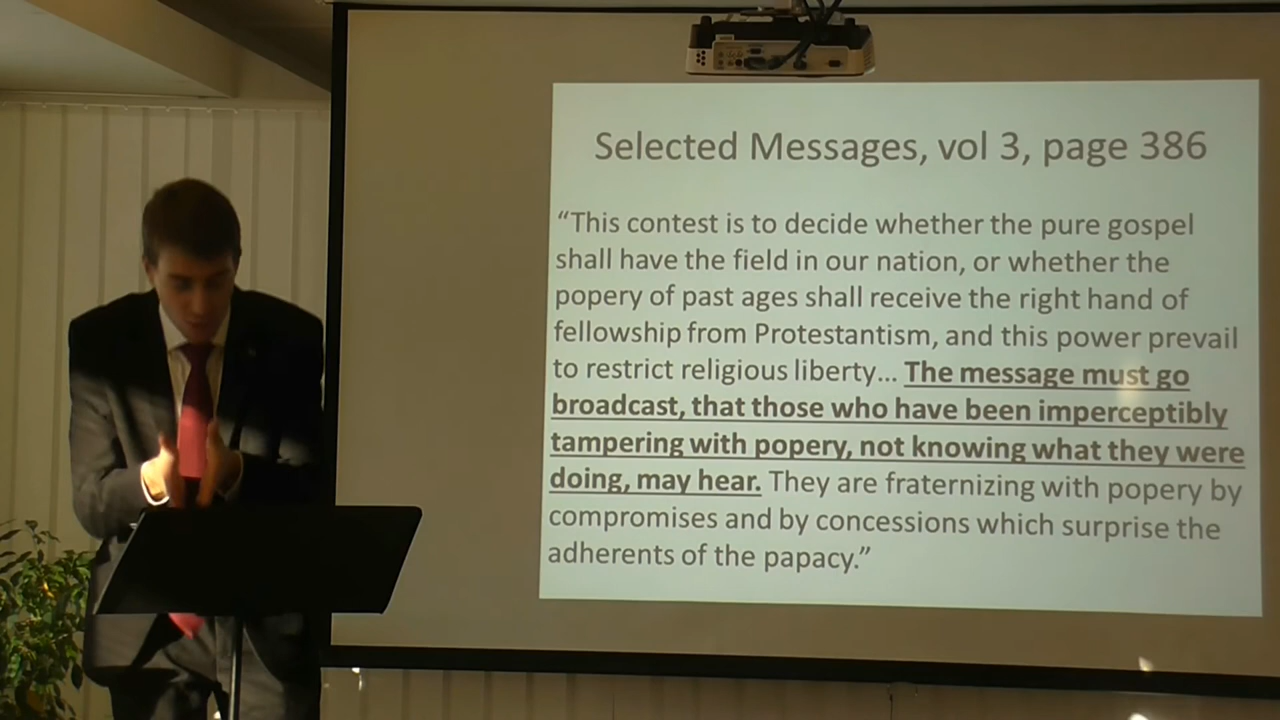 Selected Messages, vol 3, page 386
“This contest is to decide whether the pure gospel
shall have the field in our nation, or whether the
popery of past ages shall receive the right hand of
fellowship from Protestantism, and this power prevail
to restrict religious liberty... The message must go
broadcast, that those who have been imperceptibly
tampering with popery, not knowing what they were
doing, may hear. They are fraternizing with popery by
compromises and by concessions which surprise the
adherents of the papacy.”